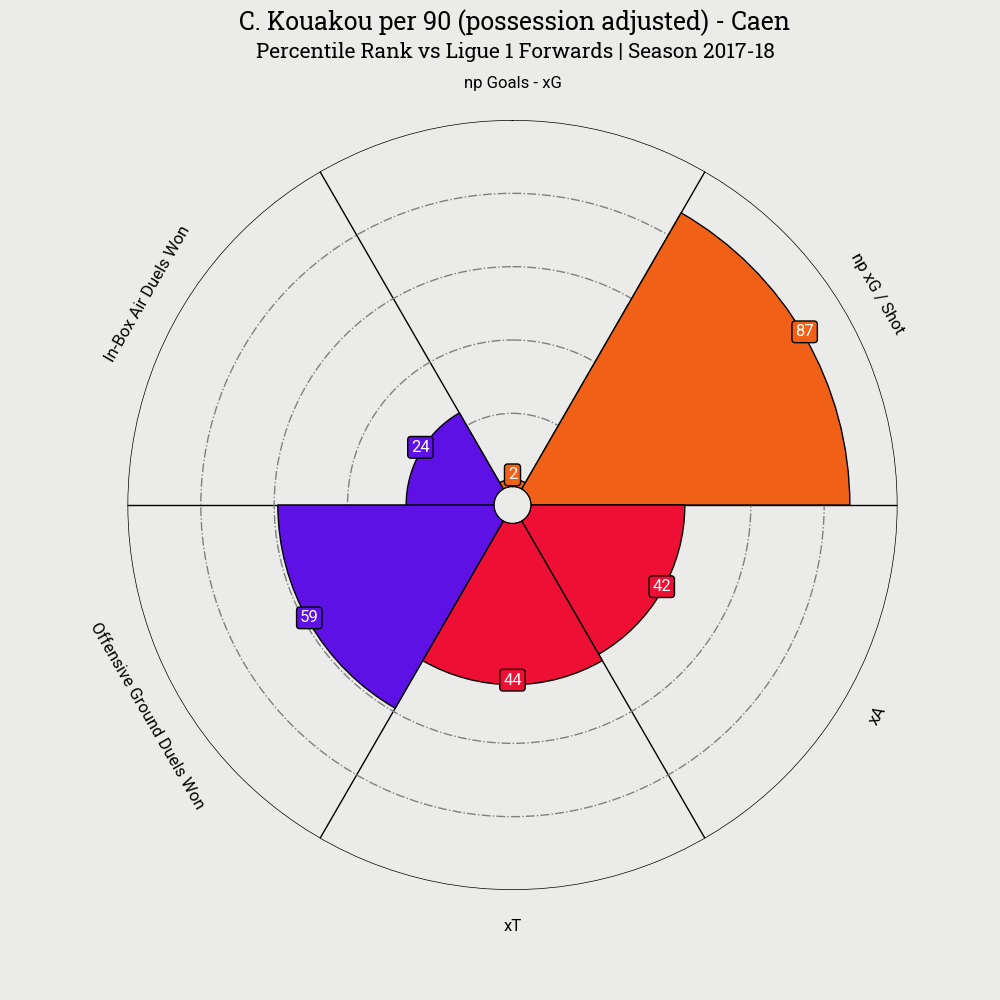 C. Kouakou per 90 (possession adjusted) - Caen
Percentile Rank vs Ligue 1 Forwards | Season 2017-18
np Goals - xG
np xG / Shot
In-Box Air Duels Won
87
24
2
42
59
44
Offensive Ground Duels Won
xA
xT